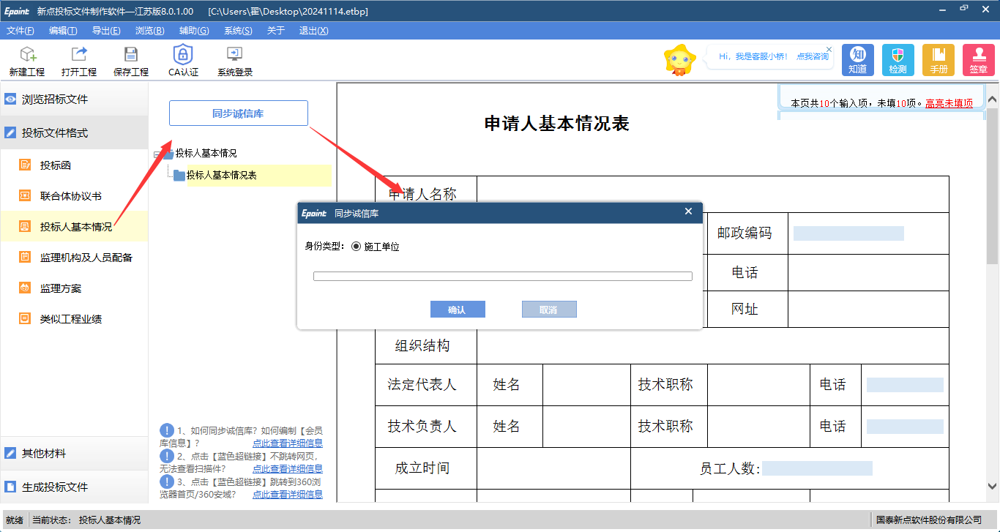 Epoint 新点投标文件制作软件—江苏版8.0.1.00 [C:\Users\翟\Desktop\20241114.etbp]
文件(F) 编辑(T) 导出(E) 浏览(B) 辅助(G) 系统(S) 关于 退出(X)
新建工程 打开工程 保存工程 CA认证 系统登录
Hi，我是客服小桥！ 点我咨询
知 知道 检测 手册 签章
浏览招标文件
投标文件格式
投标函
联合体协议书
投标人基本情况
监理机构及人员配备
监理方案
类似工程业绩
其他材料
生成投标文件
同步诚信库
投标人基本情况
投标人基本情况表
1、如何同步诚信库？如何编制【会员
库信息】？ 点此查看详细信息
2、点击【蓝色超链接】不跳转网页，
无法查看扫描件？ 点此查看详细信息
3、点击【蓝色超链接】跳转到360浏
览器首页/360安域？ 点此查看详细信息
本页共10个输入项，未填10项。高亮未填项
申请人基本情况表
申请人名称
邮政编码
电话
网址
Epoint 同步诚信库
身份类型： 施工单位
确认 取消
组织结构
法定代表人 姓名 技术职称 电话
技术负责人 姓名 技术职称 电话
成立时间 员工人数:
就绪 当前状态： 投标人基本情况 国泰新点软件股份有限公司